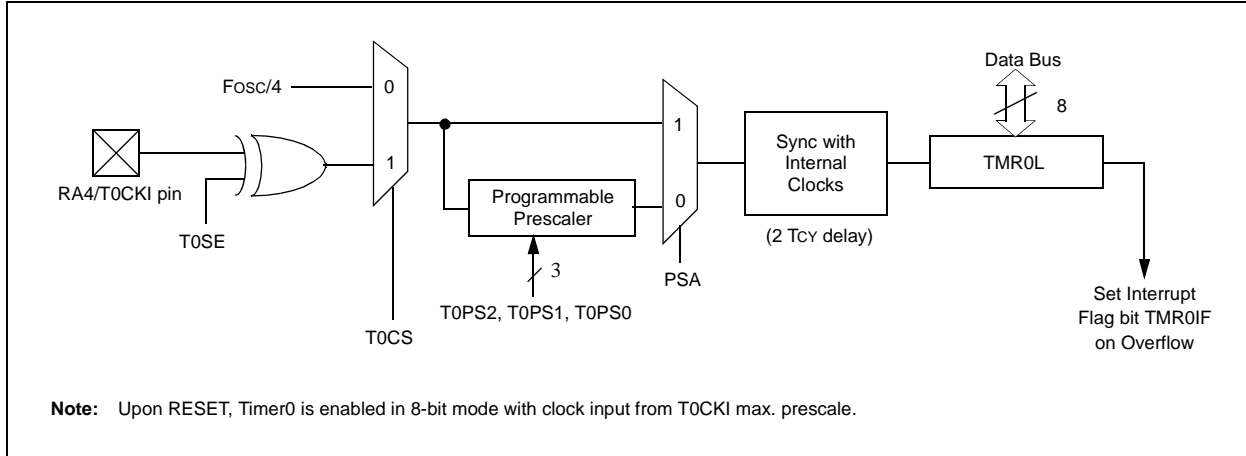 Data Bus
8
FOSC/4
0
1
RA4/T0CKI pin
T0SE
T0CS
Programmable
Prescaler
3
T0PS2, T0PS1, T0PS0
1
0
PSA
Sync with
Internal
Clocks
(2 TCY delay)
TMR0L
Set Interrupt
Flag bit TMR0IF
on Overflow
Note: Upon RESET, Timer0 is enabled in 8-bit mode with clock input from T0CKI max. prescale.